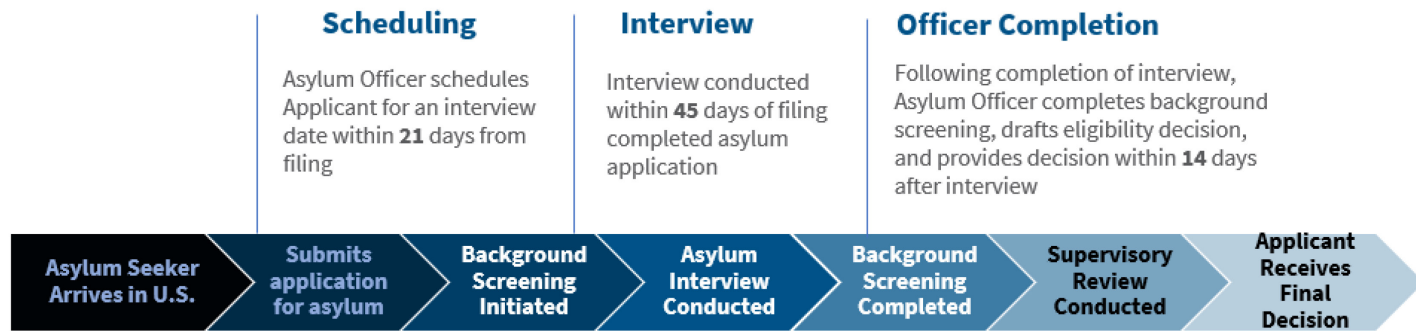 Scheduling
Asylum Officer schedules
Applicant for an interview
date within 21 days from
filing
Interview
Interview conducted
within 45 days of filing
completed asylum
application
Officer Completion
Following completion of interview,
Asylum Officer completes background
screening, drafts eligibility decision,
and provides decision within 14 days
after interview
Asylum Seeker
Arrives in U.S.
Submits
application
for asylum
Background
Screening
Initiated
Asylum
Interview
Conducted
Background
Screening
Completed
Supervisory
Review
Conducted
Applicant
Receives
Final
Decision